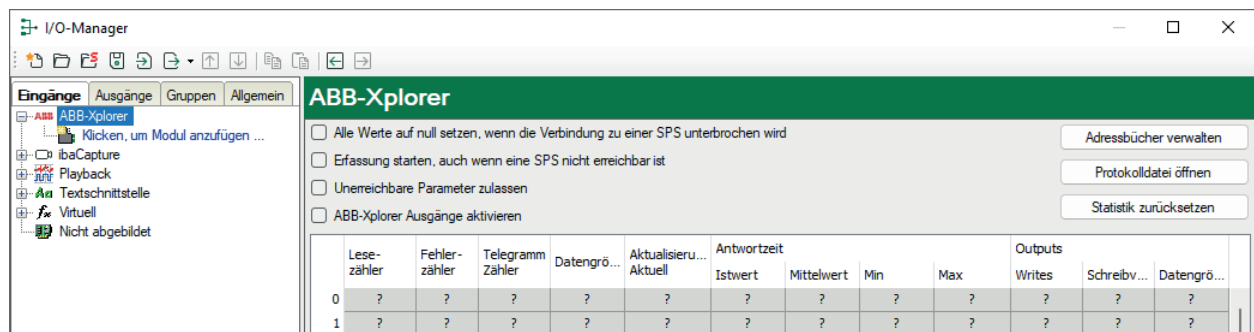 I/O-Manager
Eingänge Ausgänge Gruppen Allgemein
ABB ABB-Xplorer
Klicken, um Modul anzufügen ...
ibaCapture
Playback
Aa Textschnittstelle
fx Virtuell
Nicht abgebildet
ABB-Xplorer
Alle Werte auf null setzen, wenn die Verbindung zu einer SPS unterbrochen wird
Erfassung starten, auch wenn eine SPS nicht erreichbar ist
Unerreichbare Parameter zulassen
ABB-Xplorer Ausgänge aktivieren
Adressbücher verwalten
Protokolldatei öffnen
Statistik zurücksetzen
Lese-zähler Fehler-zähler Telegramm Zähler Datengrö... Aktualisieru... Aktuell Antwortzeit Outputs
Istwert Mittelwert Min Max Writes Schreibv... Datengrö...
0 ? ? ? ? ? ? ? ? ? ? ? ?
1 ? ? ? ? ? ? ? ? ? ? ? ?